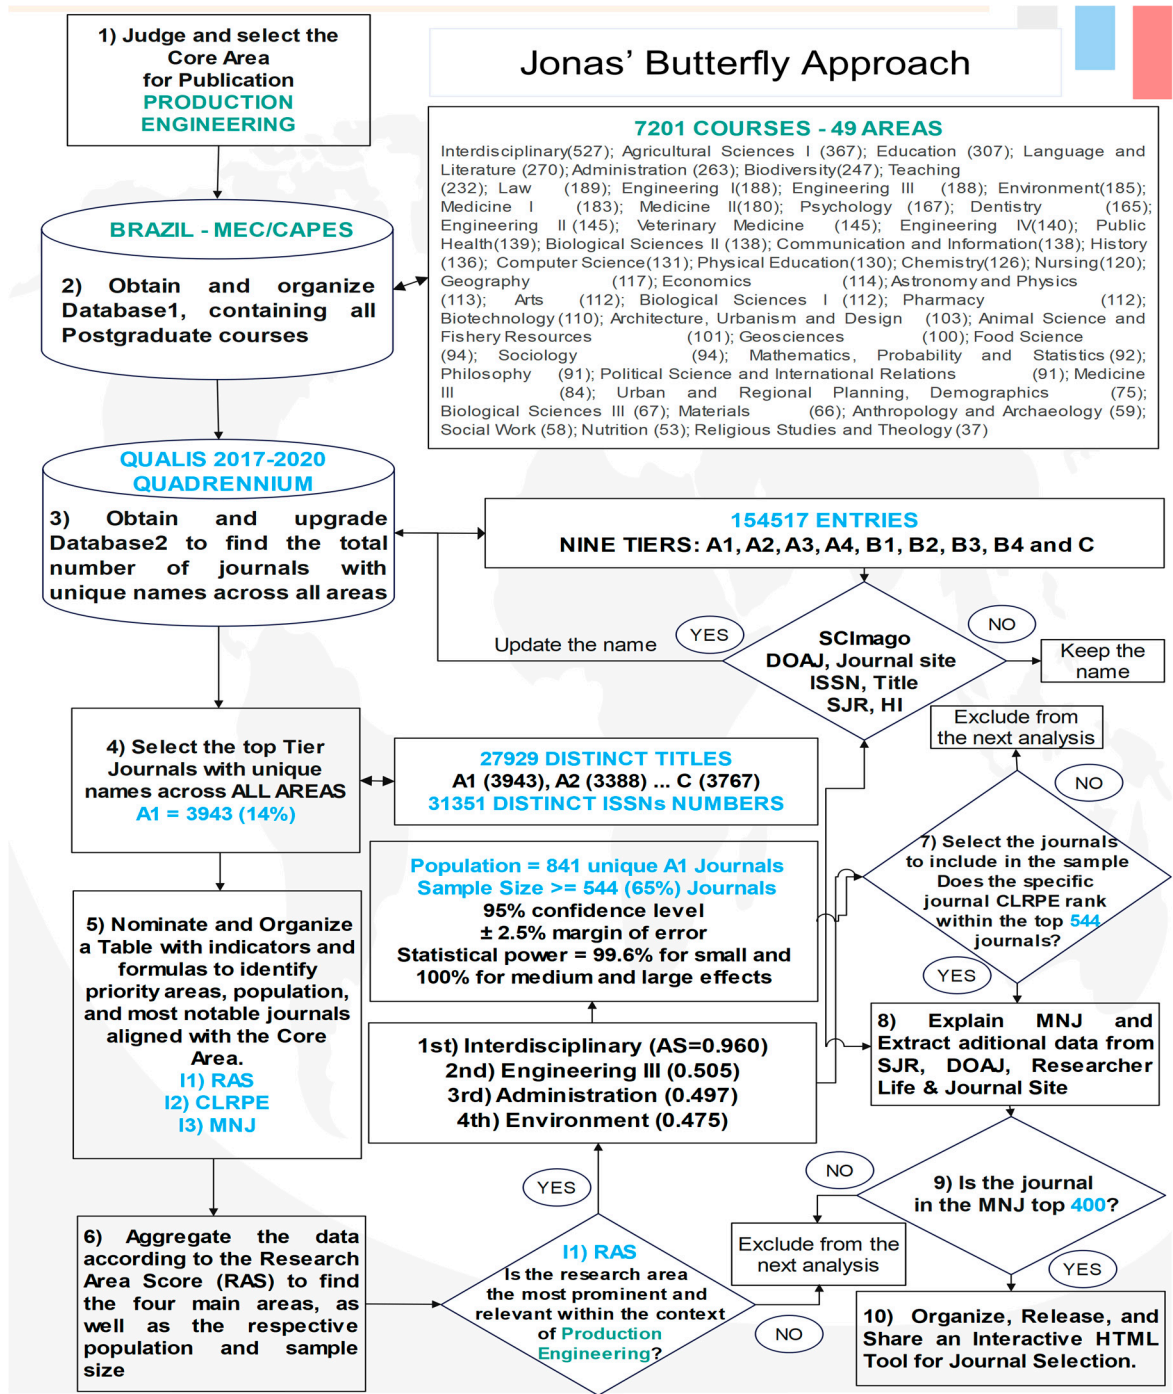 1) Judge and select the
Core Area
for Publication
PRODUCTION
ENGINEERING
Jonas’ Butterfly Approach
7201 COURSES - 49 AREAS
Interdisciplinary(527); Agricultural Sciences I (367); Education (307); Language and
Literature (270); Administration (263); Biodiversity(247); Teaching
(232); Law (189); Engineering I(188); Engineering III (188); Environment(185);
Medicine I (183); Medicine II(180); Psychology (167); Dentistry (165);
Engineering II (145); Veterinary Medicine (145); Engineering IV(140); Public
Health(139); Biological Sciences II (138); Communication and Information(138); History
(136); Computer Science(131); Physical Education(130); Chemistry(126); Nursing(120);
Geography (117); Economics (114); Astronomy and Physics
(113); Arts (112); Biological Sciences I (112); Pharmacy (112);
Biotechnology (110); Architecture, Urbanism and Design (103); Animal Science and
Fishery Resources (101); Geosciences (100); Food Science
(94); Sociology (94); Mathematics, Probability and Statistics (92);
Philosophy (91); Political Science and International Relations (91); Medicine
III (84); Urban and Regional Planning, Demographics (75);
Biological Sciences III (67); Materials (66); Anthropology and Archaeology (59);
Social Work (58); Nutrition (53); Religious Studies and Theology (37)
BRAZIL - MEC/CAPES
2) Obtain and organize
Database1, containing all
Postgraduate courses
QUALIS 2017-2020
QUADRENNIUM
3) Obtain and upgrade
Database2 to find the total
number of journals with
unique names across all areas
154517 ENTRIES
NINE TIERS: A1, A2, A3, A4, B1, B2, B3, B4 and C
Update the name
YES
SCImago
DOAJ, Journal site
ISSN, Title
SJR, HI
NO
Keep the
name
4) Select the top Tier
Journals with unique
names across ALL AREAS
A1 = 3943 (14%)
27929 DISTINCT TITLES
A1 (3943), A2 (3388) ... C (3767)
31351 DISTINCT ISSNs NUMBERS
Exclude from
the next analysis
NO
7) Select the journals
to include in the sample
Does the specific
journal CLRPE rank
within the top 544
journals?
YES
Population = 841 unique A1 Journals
Sample Size >= 544 (65%) Journals
95% confidence level
± 2.5% margin of error
Statistical power = 99.6% for small and
100% for medium and large effects
5) Nominate and Organize
a Table with indicators and
formulas to identify
priority areas, population,
and most notable journals
aligned with the Core
Area.
I1) RAS
I2) CLRPE
I3) MNJ
1st) Interdisciplinary (AS=0.960)
2nd) Engineering III (0.505)
3rd) Administration (0.497)
4th) Environment (0.475)
8) Explain MNJ and
Extract aditional data from
SJR, DOAJ, Researcher
Life & Journal Site
YES
NO
9) Is the journal
in the MNJ top 400?
YES
6) Aggregate the data
according to the Research
Area Score (RAS) to find
the four main areas, as
well as the respective
population and sample
size
I1) RAS
Is the research area
the most prominent and
relevant within the context
of Production
Engineering?
Exclude from the
next analysis
NO
10) Organize, Release, and
Share an Interactive HTML
Tool for Journal Selection.